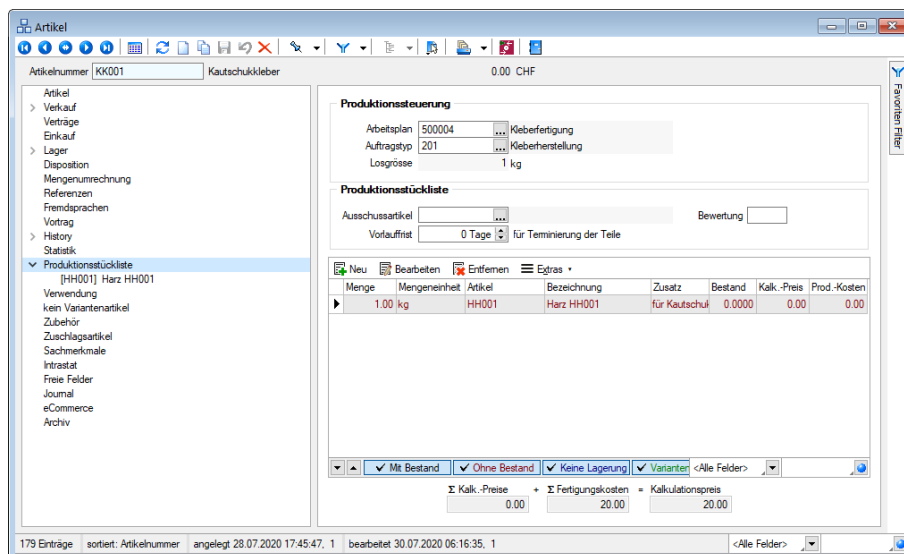 Artikel
Artikelnummer KK001 Kautschukkleber 0.00 CHF
Favoriten Filter
Artikel
Verkauf
Verträge
Einkauf
Lager
Disposition
Mengenumrechnung
Referenzen
Fremdsprachen
Vortrag
History
Statistik
Produktionsstückliste
[HH001] Harz HH001
Verwendung
kein Variantenartikel
Zubehör
Zuschlagsartikel
Sachmerkmale
Intrastat
Freie Felder
Journal
eCommerce
Archiv
Produktionssteuerung
Arbeitsplan 500004 ... Kleberfertigung
Auftragstyp 201 ... Kleberherstellung
Losgrösse 1 kg
Produktionsstückliste
Ausschussartikel ... Bewertung
Vorlauffrist 0 Tage für Terminierung der Teile
Neu Bearbeiten Entfernen Extras
Menge Mengeneinheit Artikel Bezeichnung Zusatz Bestand Kalk.-Preis Prod.-Kosten
1.00 kg HH001 Harz HH001 für Kautschuk 0.0000 0.00 0.00
Mit Bestand Ohne Bestand Keine Lagerung Varianten <Alle Felder>
Σ Kalk.-Preise + Σ Fertigungskosten = Kalkulationspreis
0.00 20.00 20.00
179 Einträge sortiert: Artikelnummer angelegt 28.07.2020 17:45:47, 1 bearbeitet 30.07.2020 06:16:35, 1 <Alle Felder>